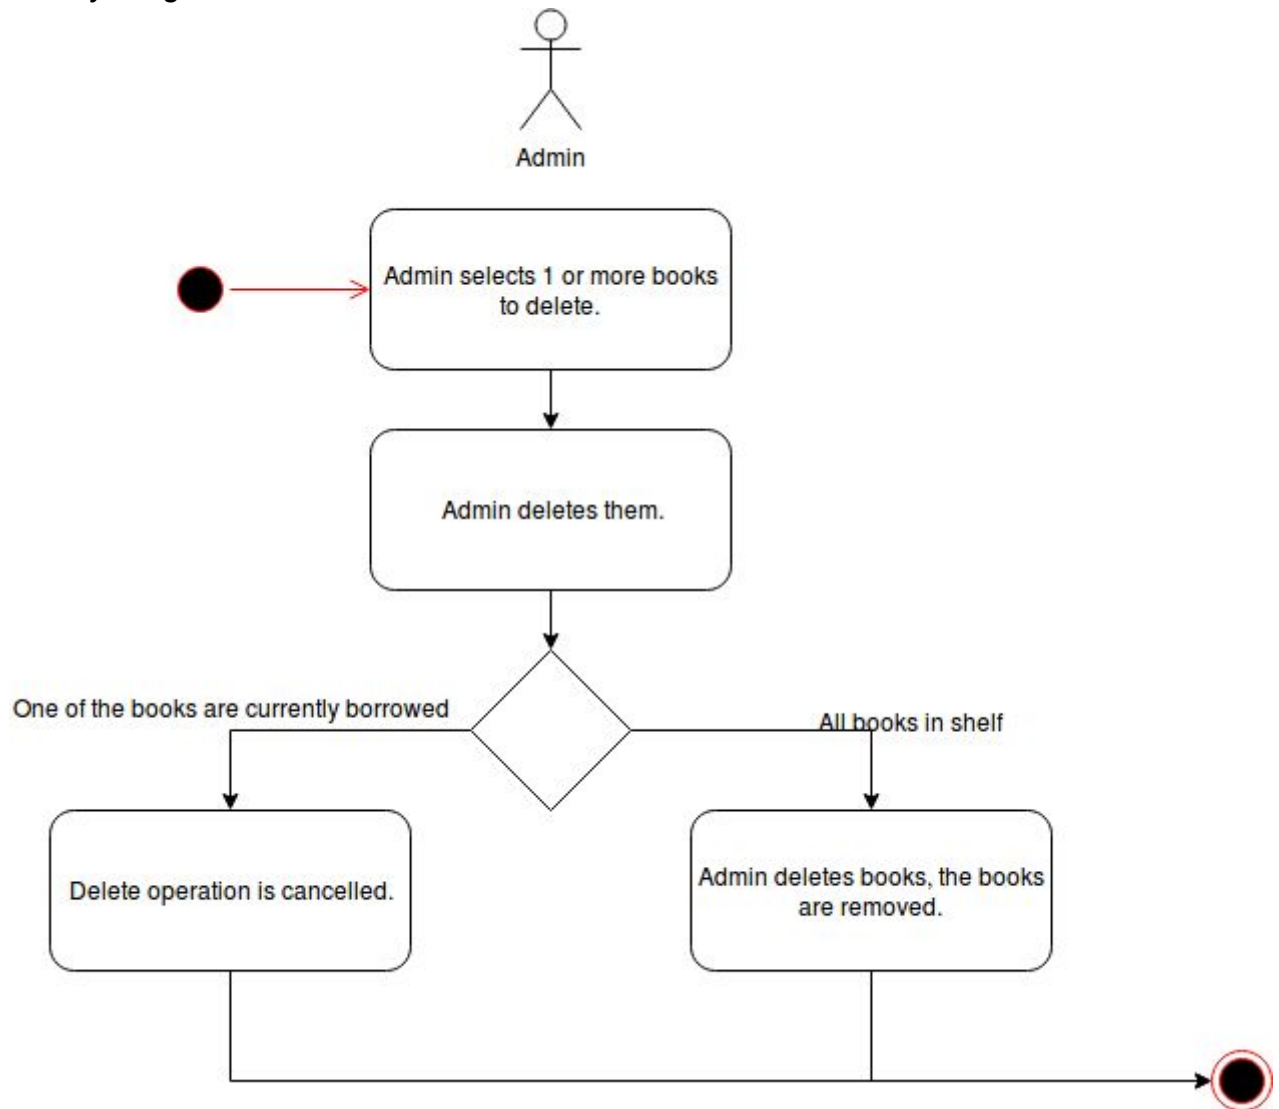 Admin
Admin selects 1 or more books
to delete.
Admin deletes them.
One of the books are currently borrowed
All books in shelf
Delete operation is cancelled.
Admin deletes books, the books
are removed.